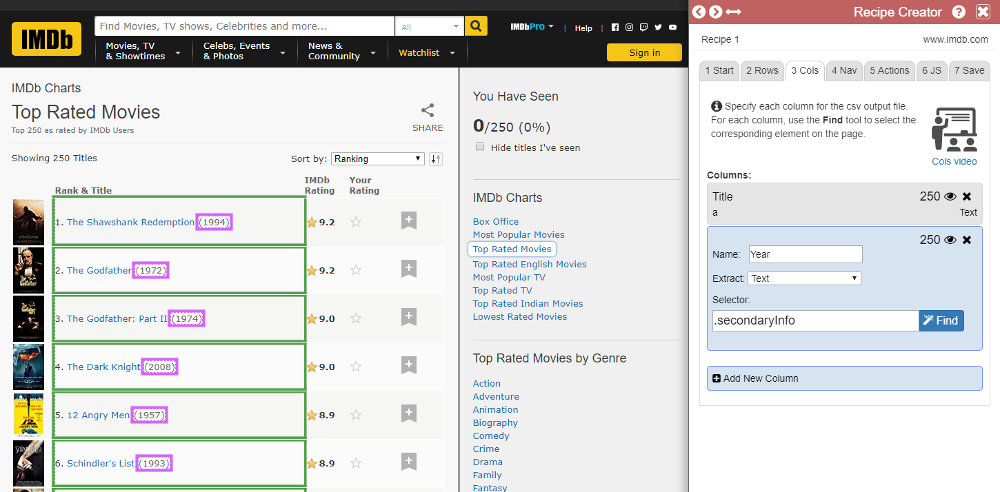 IMDb
Find Movies, TV shows, Celebrities and more...
All
IMDbPro
|
Help
|
Movies, TV
& Showtimes
Celebs, Events
& Photos
News &
Community
Watchlist
Sign in
IMDb Charts
Top Rated Movies
Top 250 as rated by IMDb Users
SHARE
Showing 250 Titles
Sort by:
Ranking
Rank & Title
IMDb
Rating
Your
Rating
1. The Shawshank Redemption (1994)
9.2
2. The Godfather (1972)
9.2
3. The Godfather: Part II (1974)
9.0
4. The Dark Knight (2008)
9.0
5. 12 Angry Men (1957)
8.9
6. Schindler's List (1993)
8.9
You Have Seen
0/250 (0%)
Hide titles I've seen
IMDb Charts
Box Office
Most Popular Movies
Top Rated Movies
Top Rated English Movies
Most Popular TV
Top Rated TV
Top Rated Indian Movies
Lowest Rated Movies
Top Rated Movies by Genre
Action
Adventure
Animation
Biography
Comedy
Crime
Drama
Family
Fantasy
Recipe Creator
Recipe 1
www.imdb.com
1 Start
2 Rows
3 Cols
4 Nav
5 Actions
6 JS
7 Save
Specify each column for the csv output file.
For each column, use the Find tool to select the
corresponding element on the page.
Cols video
Columns:
Title
250
a
Text
250
Name:
Year
Extract:
Text
Selector:
.secondaryInfo
Find
Add New Column